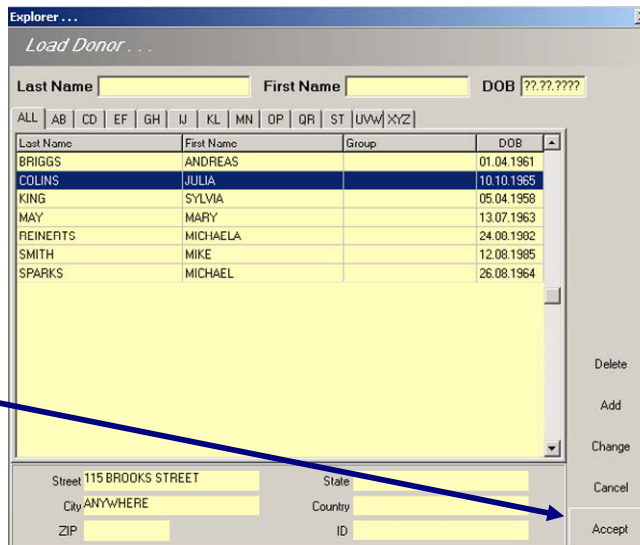 Explorer . . .
Load Donor . . .
Last Name First Name DOB ??.??.????
ALL AB CD EF GH IJ KL MN OP QR ST UVW XYZ
Last Name First Name Group DOB
BRIGGS ANDREAS 01.04.1961
COLINS JULIA 10.10.1965
KING SYLVIA 05.04.1958
MAY MARY 13.07.1963
REINERTS MICHAELA 24.08.1982
SMITH MIKE 12.08.1985
SPARKS MICHAEL 26.08.1964
Delete
Add
Change
Street 115 BROOKS STREET State
Cancel
City ANYWHERE Country
ZIP ID Accept